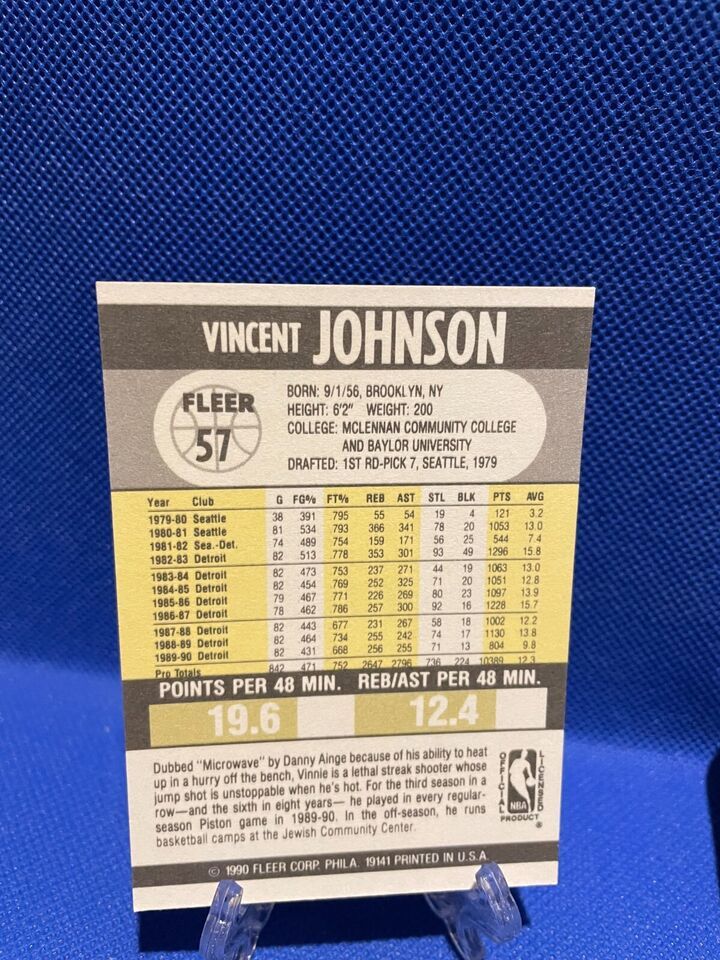 VINCENT JOHNSON
FLEER
57
BORN: 9/1/56, BROOKLYN, NY
HEIGHT: 6'2" WEIGHT: 200
COLLEGE: MCLENNAN COMMUNITY COLLEGE
AND BAYLOR UNIVERSITY
DRAFTED: 1ST RD-PICK 7, SEATTLE, 1979
Year Club G FG% FT% REB AST STL BLK PTS AVG
1979-80 Seattle 38 391 795 55 54 19 4 121 3.2
1980-81 Seattle 81 534 793 366 341 78 20 1053 13.0
1981-82 Sea.-Det. 74 489 754 159 171 56 25 544 7.4
1982-83 Detroit 82 513 778 353 301 93 49 1296 15.8
1983-84 Detroit 82 473 753 237 271 44 19 1063 13.0
1984-85 Detroit 82 454 769 252 325 71 20 1051 12.8
1985-86 Detroit 79 467 771 226 269 80 23 1097 13.9
1986-87 Detroit 78 462 786 257 300 92 16 1228 15.7
1987-88 Detroit 82 443 677 231 267 58 18 1002 12.2
1988-89 Detroit 82 464 734 255 242 74 17 1130 13.8
1989-90 Detroit 82 431 668 256 255 71 13 804 9.8
Pro Totals 842 471 752 2647 2796 736 224 10389 12.3
POINTS PER 48 MIN. REB/AST PER 48 MIN.
19.6 12.4
Dubbed "Microwave" by Danny Ainge because of his ability to heat
up in a hurry off the bench, Vinnie is a lethal streak shooter whose
jump shot is unstoppable when he's hot. For the third season in a
row—and the sixth in eight years— he played in every regular-
season Piston game in 1989-90. In the off-season, he runs
basketball camps at the Jewish Community Center.
OFFICIAL
LICENSED
NBA
PRODUCT ®
© 1990 FLEER CORP. PHILA. 19141 PRINTED IN U.S.A.